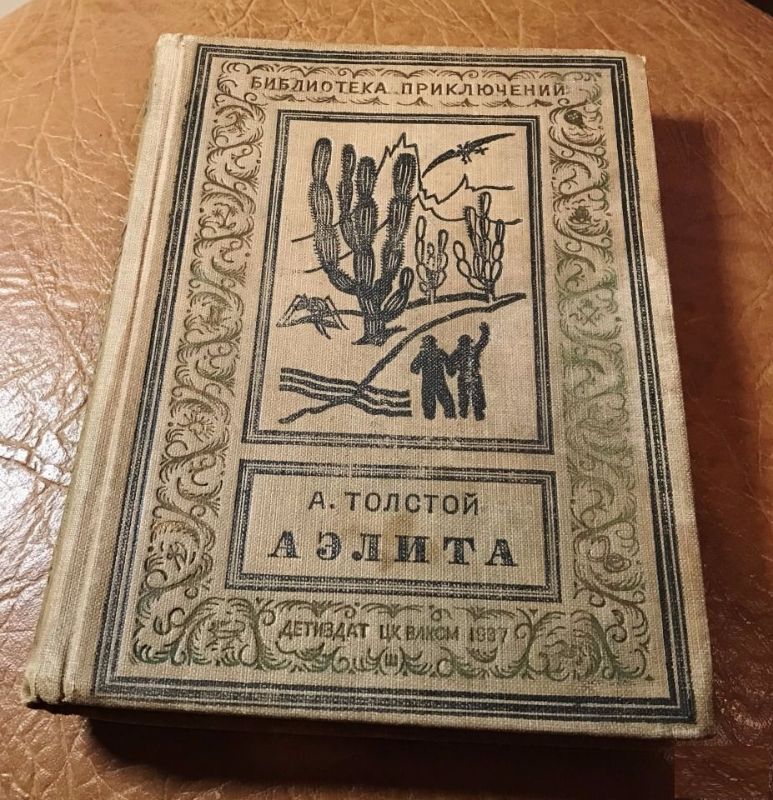 БИБЛИОТЕКА ПРИКЛЮЧЕНИЙ
А. ТОЛСТОЙ
АЭЛИТА
ДЕТИЗДАТ ЦК ВЛКСМ 1937